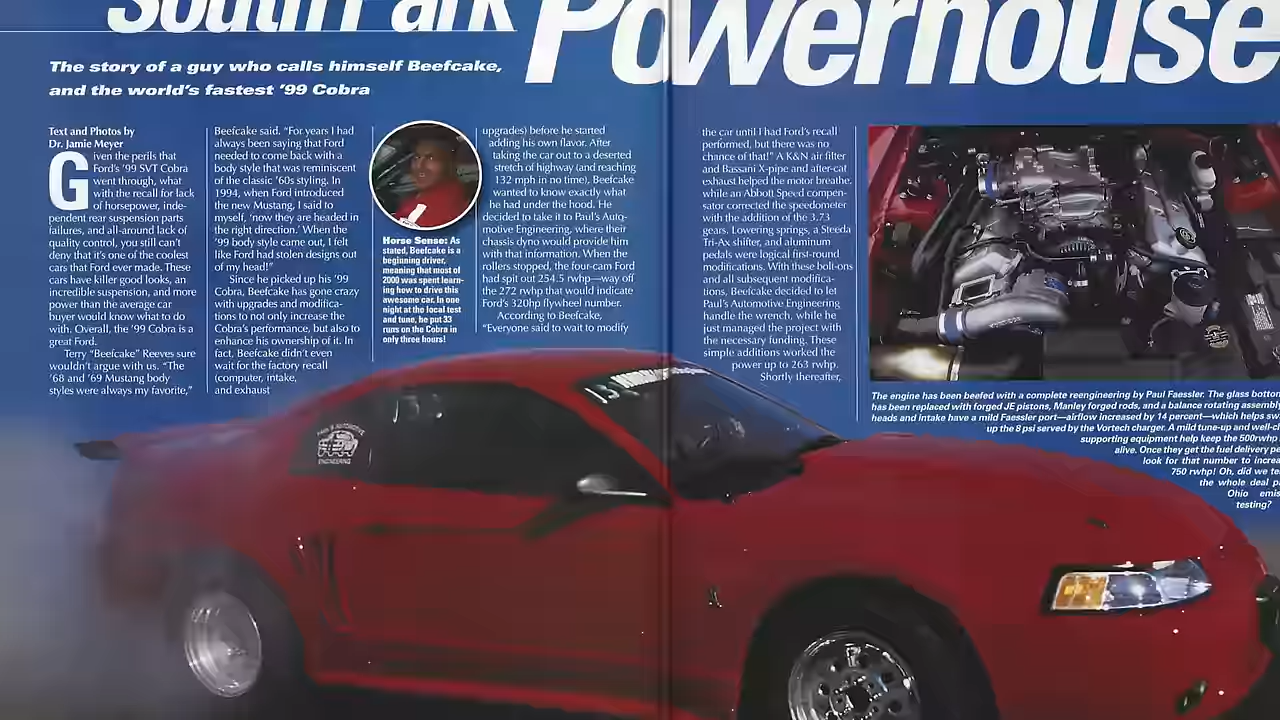 South Park Powerhouse
The story of a guy who calls himself Beefcake,
and the world's fastest '99 Cobra
Text and Photos by
Dr. Jamie Meyer
Given the perils that
Ford's '99 SVT Cobra
went through, what
with the recall for lack
of horsepower, inde-
pendent rear suspension parts
failures, and all-around lack of
quality control, you still can't
deny that it's one of the coolest
cars that Ford ever made. These
cars have killer good looks, an
incredible suspension, and more
power than the average car
buyer would know what to do
with. Overall, the '99 Cobra is a
great Ford.
Terry "Beefcake" Reeves sure
wouldn't argue with us. "The
'68 and '69 Mustang body
styles were always my favorite,"
Beefcake said. "For years I had
always been saying that Ford
needed to come back with a
body style that was reminiscent
of the classic '60s styling. In
1994, when Ford introduced
the new Mustang, I said to
myself, 'now they are headed in
the right direction.' When the
'99 body style came out, I felt
like Ford had stolen designs out
of my head!"
Since he picked up his '99
Cobra, Beefcake has gone crazy
with upgrades and modifica-
tions to not only increase the
Cobra's performance, but also to
enhance his ownership of it. In
fact, Beefcake didn't even
wait for the factory recall
(computer, intake,
and exhaust
Horse Sense: As
stated, Beefcake is a
beginning driver,
meaning that most of
2000 was spent learn-
ing how to drive this
awesome car. In one
night at the local test
and tune, he put 33
runs on the Cobra in
only three hours!
upgrades) before he started
adding his own flavor. After
taking the car out to a deserted
stretch of highway (and reaching
132 mph in no time), Beefcake
wanted to know exactly what
he had under the hood. He
decided to take it to Paul's Auto-
motive Engineering, where their
chassis dyno would provide him
with that information. When the
rollers stopped, the four-cam Ford
had spit out 254.5 rwhp—way off
the 272 rwhp that would indicate
Ford's 320hp flywheel number.
According to Beefcake,
"Everyone said to wait to modify
the car until I had Ford's recall
performed, but there was no
chance of that!" A K&N air filter
and Bassani X-pipe and after-cat
exhaust helped the motor breathe,
while an Abbott Speed compen-
sator corrected the speedometer
with the addition of the 3.73
gears. Lowering springs, a Steeda
Tri-Ax shifter, and aluminum
pedals were logical first-round
modifications. With these bolt-ons
and all subsequent modifica-
tions, Beefcake decided to let
Paul's Automotive Engineering
handle the wrench, while he
just managed the project with
the necessary funding. These
simple additions worked the
power up to 263 rwhp.
Shortly thereafter,
The engine has been beefed with a complete reengineering by Paul Faessler. The glass bottom
has been replaced with forged JE pistons, Manley forged rods, and a balance rotating assembly
heads and intake have a mild Faessler port—airflow increased by 14 percent—which helps sw
up the 8 psi served by the Vortech charger. A mild tune-up and well-ch
supporting equipment help keep the 500rwhp
alive. Once they get the fuel delivery pe
look for that number to increa
750 rwhp! Oh, did we te
the whole deal pa
Ohio emis
testing?
PAUL'S AUTOMOTIVE
ENGINEERING